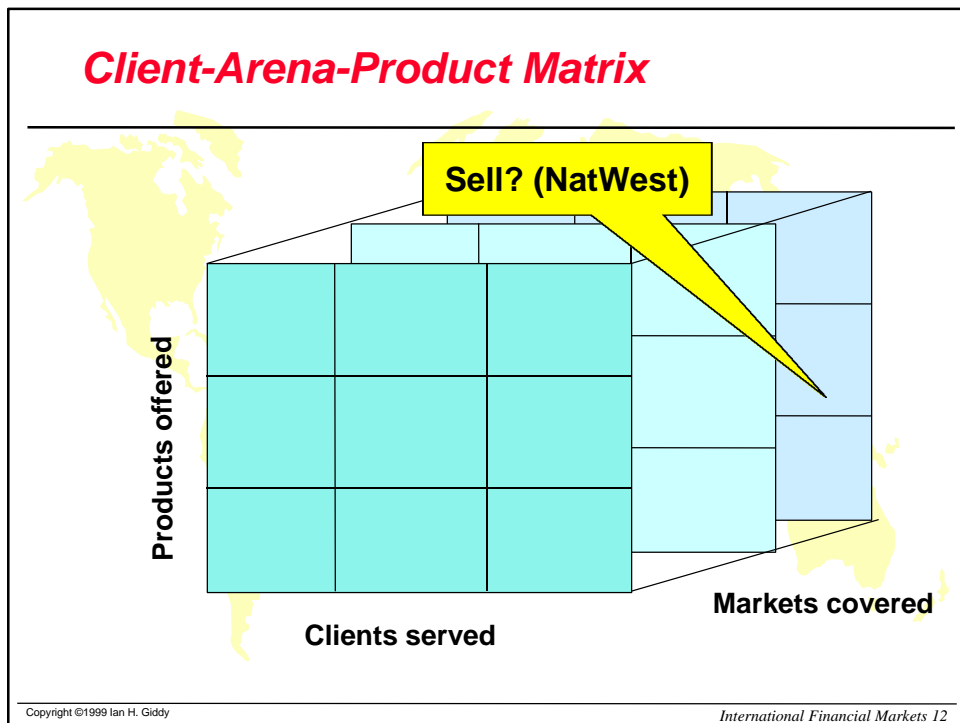 Client-Arena-Product Matrix
Sell? (NatWest)
Products offered
Markets covered
Clients served
Copyright ©1999 Ian H. Giddy
International Financial Markets 12